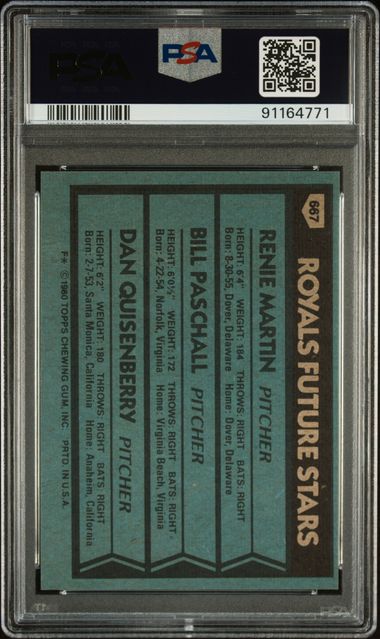 PSA
PSA
91164771
667
ROYALS FUTURE STARS
RENIE MARTIN PITCHER
HEIGHT: 6'4" WEIGHT: 184 THROWS: RIGHT BATS: RIGHT
Born: 8-30-55, Dover, Delaware Home: Dover, Delaware
BILL PASCHALL PITCHER
HEIGHT: 6'0½" WEIGHT: 172 THROWS: RIGHT BATS: RIGHT
Born: 4-22-54, Norfolk, Virginia Home: Virginia Beach, Virginia
DAN QUISENBERRY PITCHER
HEIGHT: 6'2" WEIGHT: 180 THROWS: RIGHT BATS: RIGHT
Born: 2-7-53, Santa Monica, California Home: Anaheim, California
F* © 1980 TOPPS CHEWING GUM, INC. PRTD. IN U.S.A.
PSA